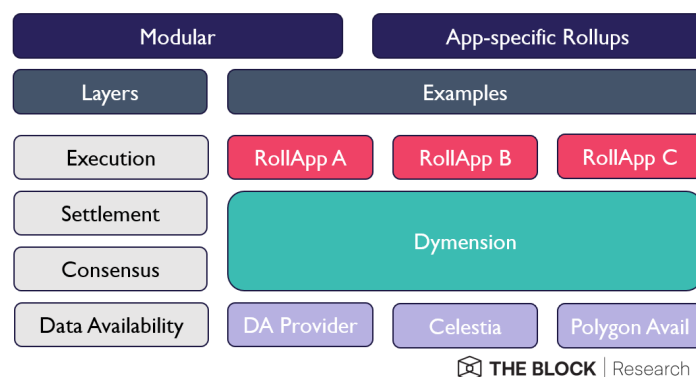 Modular
App-specific Rollups
Layers
Examples
Execution
RollApp A
RollApp B
RollApp C
Settlement
Dymension
Consensus
Data Availability
DA Provider
Celestia
Polygon Avail
THE BLOCK | Research